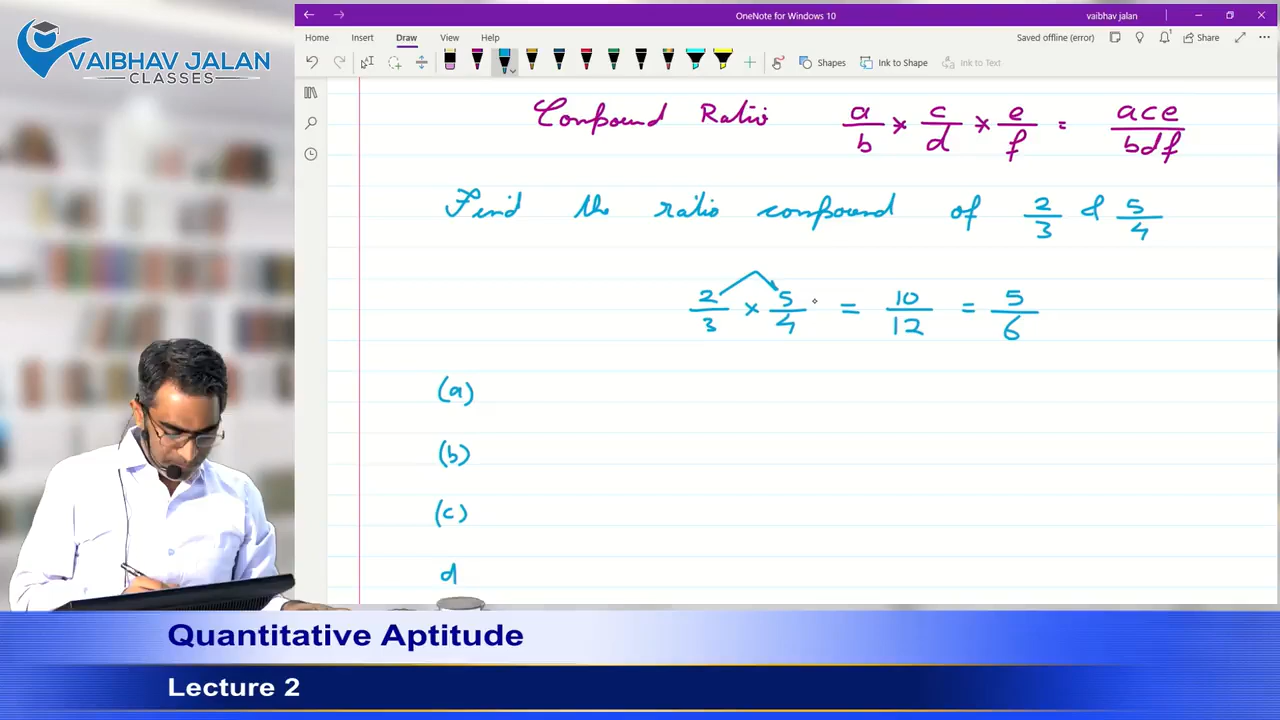 VAIBHAV JALAN
CLASSES
OneNote for Windows 10
vaibhav jalan
Home Insert Draw View Help
Saved offline (error)
Share
Shapes
Ink to Shape
Ink to Text
Compound Ratio a/b × c/d × e/f = ace/bdf
Find the ratio compound of 2/3 & 5/4
2/3 × 5/4 = 10/12 = 5/6
(a)
(b)
(c)
d
Quantitative Aptitude
Lecture 2